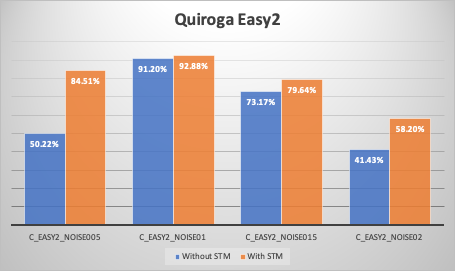 Quiroga Easy2
50.22%
84.51%
91.20%
92.88%
73.17%
79.64%
41.43%
58.20%
C_EASY2_NOISE005
C_EASY2_NOISE01
C_EASY2_NOISE015
C_EASY2_NOISE02
Without STM
With STM